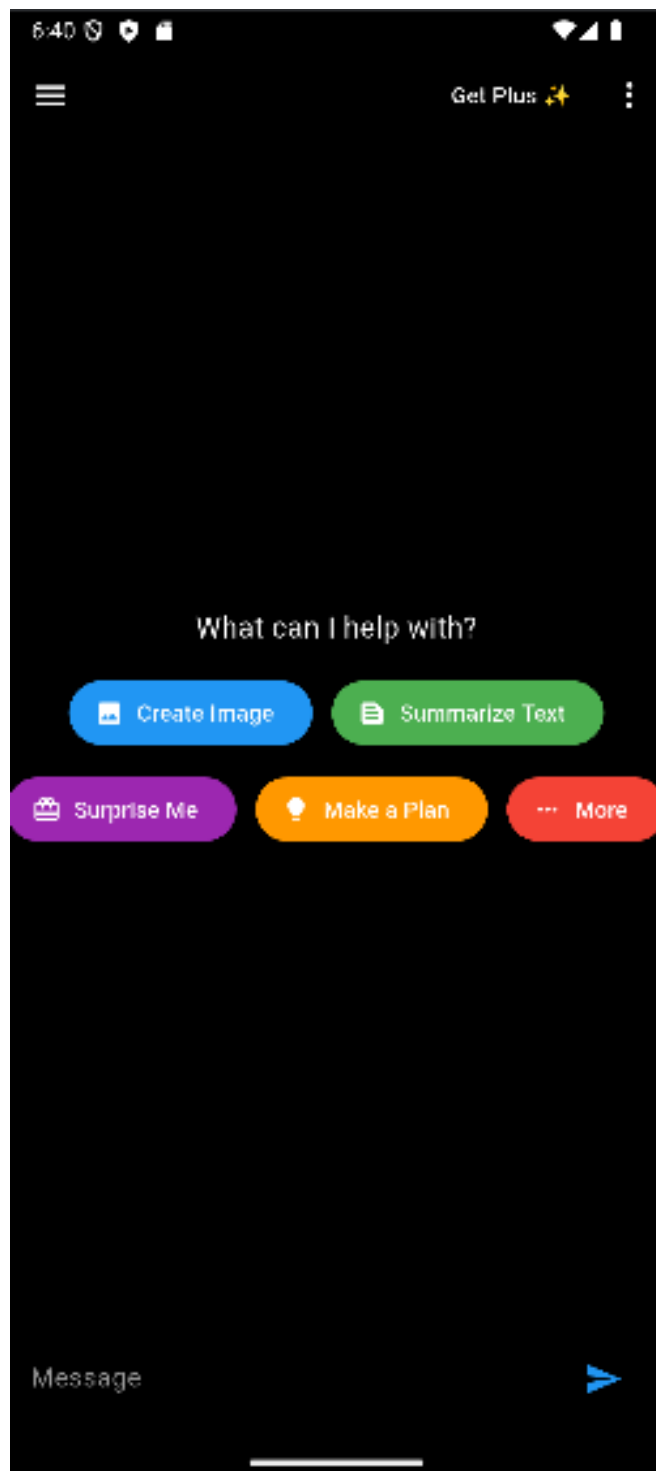 6:40
Get Plus ✨
What can I help with?
Create Image
Summarize Text
Surprise Me
Make a Plan
More
Message